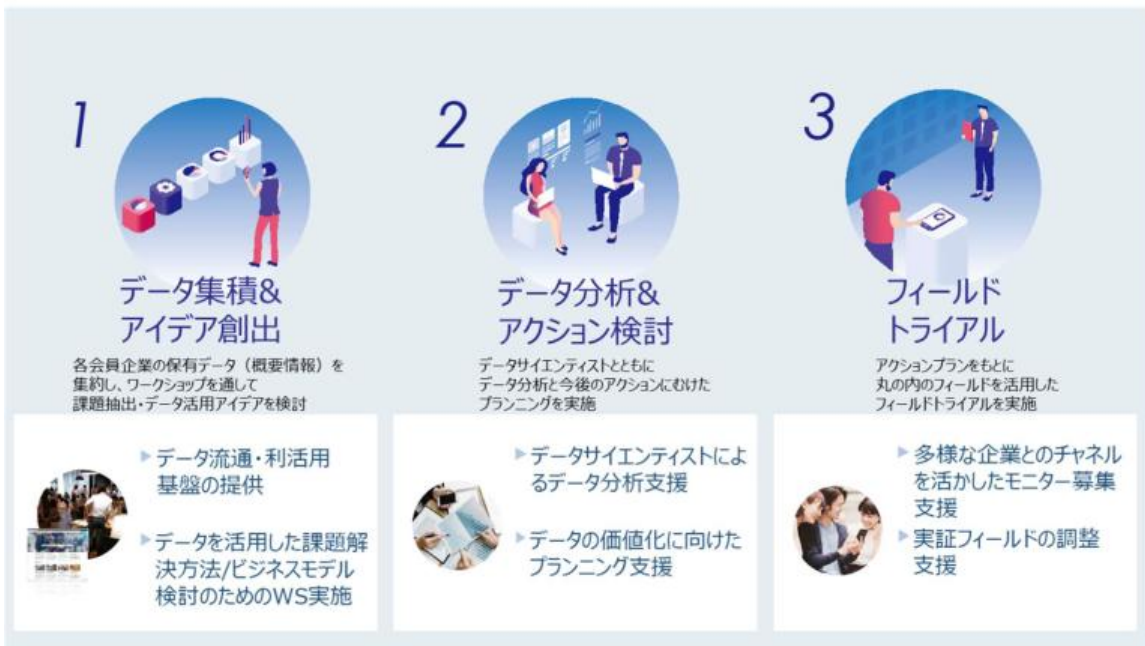 1
データ集積&
アイデア創出
各会員企業の保有データ（概要情報）を
集約し、ワークショップを通して
課題抽出・データ活用アイデアを検討
データ流通・利活用
基盤の提供
データを活用した課題解
決方法/ビジネスモデル
検討のためのWS実施
2
データ分析&
アクション検討
データサイエンティストとともに
データ分析と今後のアクションにむけた
プランニングを実施
データサイエンティストによ
るデータ分析支援
データの価値化に向けた
プランニング支援
3
フィールド
トライアル
アクションプランをもとに
丸の内のフィールドを活用した
フィールドトライアルを実施
多様な企業とのチャネル
を活かしたモニター募集
支援
実証フィールドの調整
支援